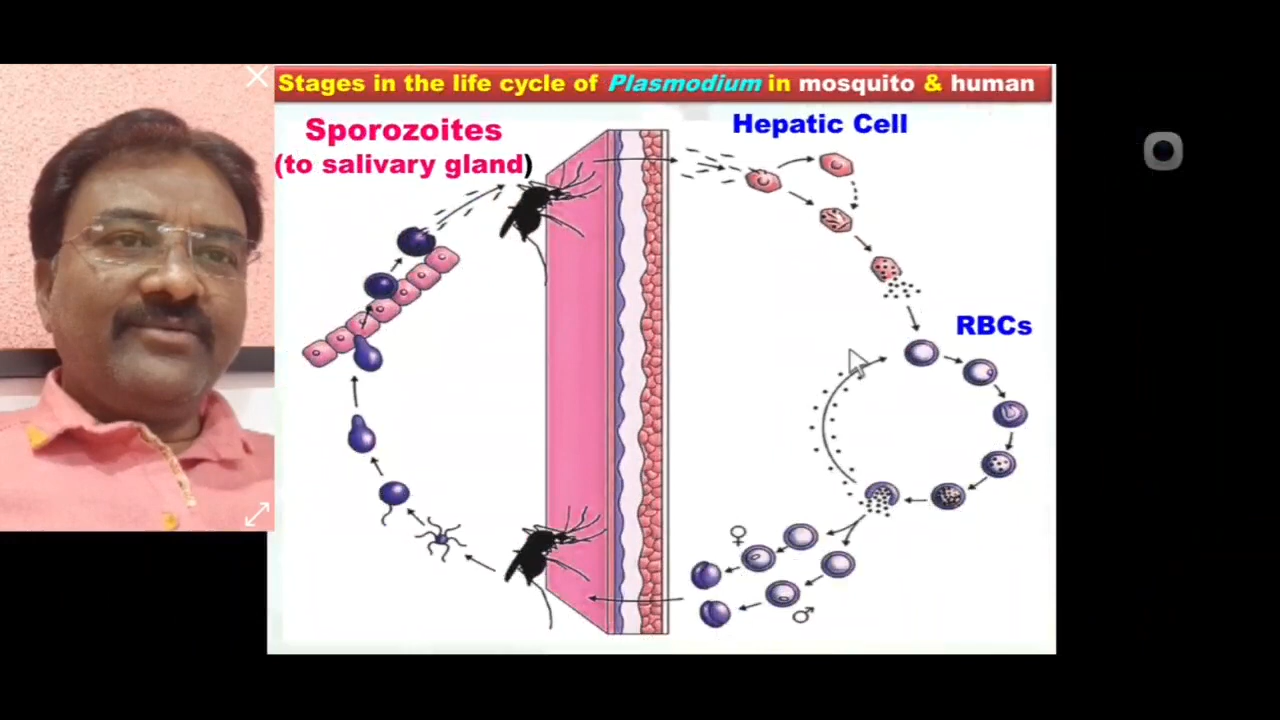 Stages in the life cycle of Plasmodium in mosquito & human
Sporozoites
(to salivary gland)
Hepatic Cell
RBCs
♀
♂